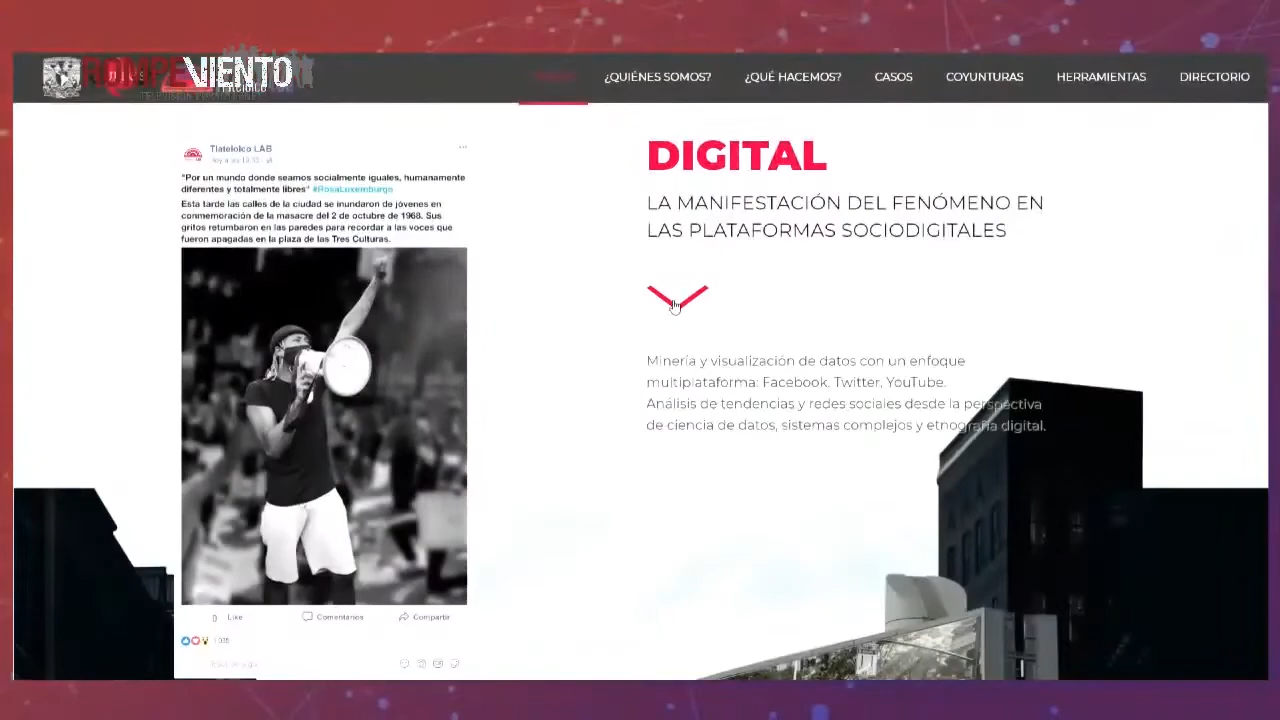 ROMPEVIENTO
¿QUIÉNES SOMOS?
¿QUÉ HACEMOS?
CASOS
COYUNTURAS
HERRAMIENTAS
DIRECTORIO
Tlatelolco LAB
"Por un mundo donde seamos socialmente iguales, humanamente
diferentes y totalmente libres" #RosaLuxemburgo
Esta tarde las calles de la ciudad se inundaron de jóvenes en
conmemoración de la masacre del 2 de octubre de 1968. Sus
gritos retumbaron en las paredes para recordar a las voces que
fueron apagadas en la plaza de las Tres Culturas.
Like
Comentarios
Compartir
DIGITAL
LA MANIFESTACIÓN DEL FENÓMENO EN
LAS PLATAFORMAS SOCIODIGITALES
Minería y visualización de datos con un enfoque
multiplataforma: Facebook, Twitter, YouTube.
Análisis de tendencias y redes sociales desde la perspectiva
de ciencia de datos, sistemas complejos y etnografía digital.